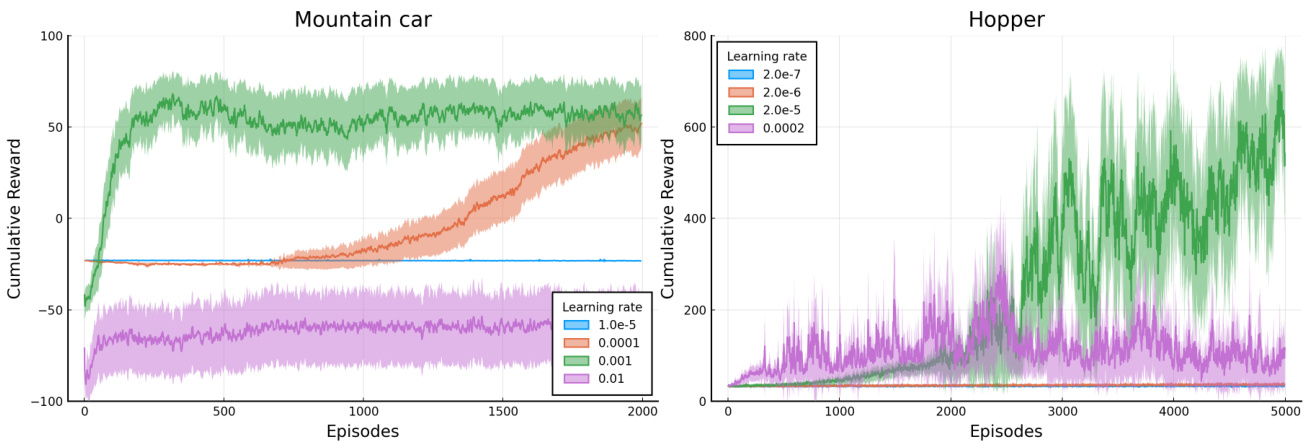 Mountain car
100
50
0
−50
−100
Cumulative Reward
0
500
1000
1500
2000
Episodes
Learning rate
1.0e-5
0.0001
0.001
0.01
Hopper
800
600
400
200
0
Cumulative Reward
0
1000
2000
3000
4000
5000
Episodes
Learning rate
2.0e-7
2.0e-6
2.0e-5
0.0002